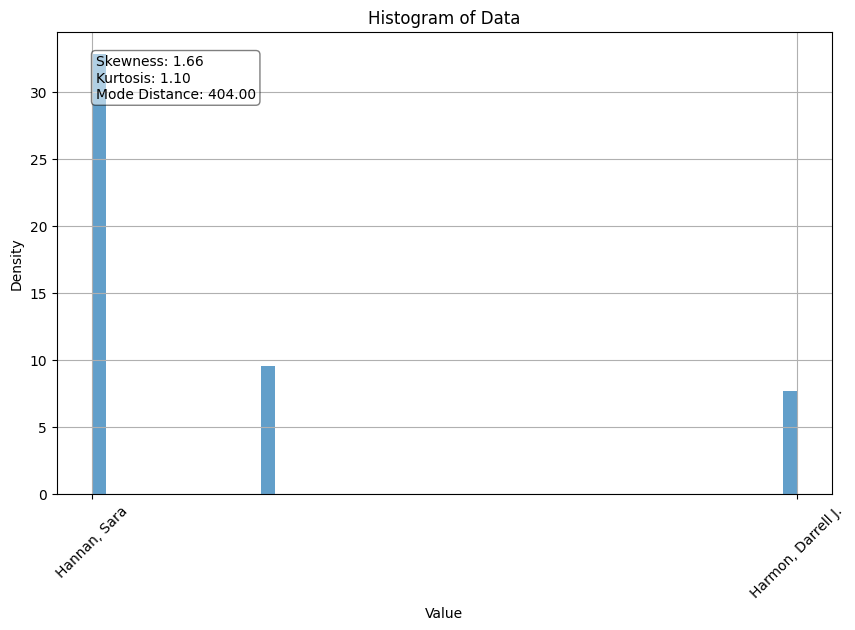 Histogram of Data
Skewness: 1.66
Kurtosis: 1.10
Mode Distance: 404.00
30
25
20
15
10
5
0
Density
Hannan, Sara
Harmon, Darrell J.
Value